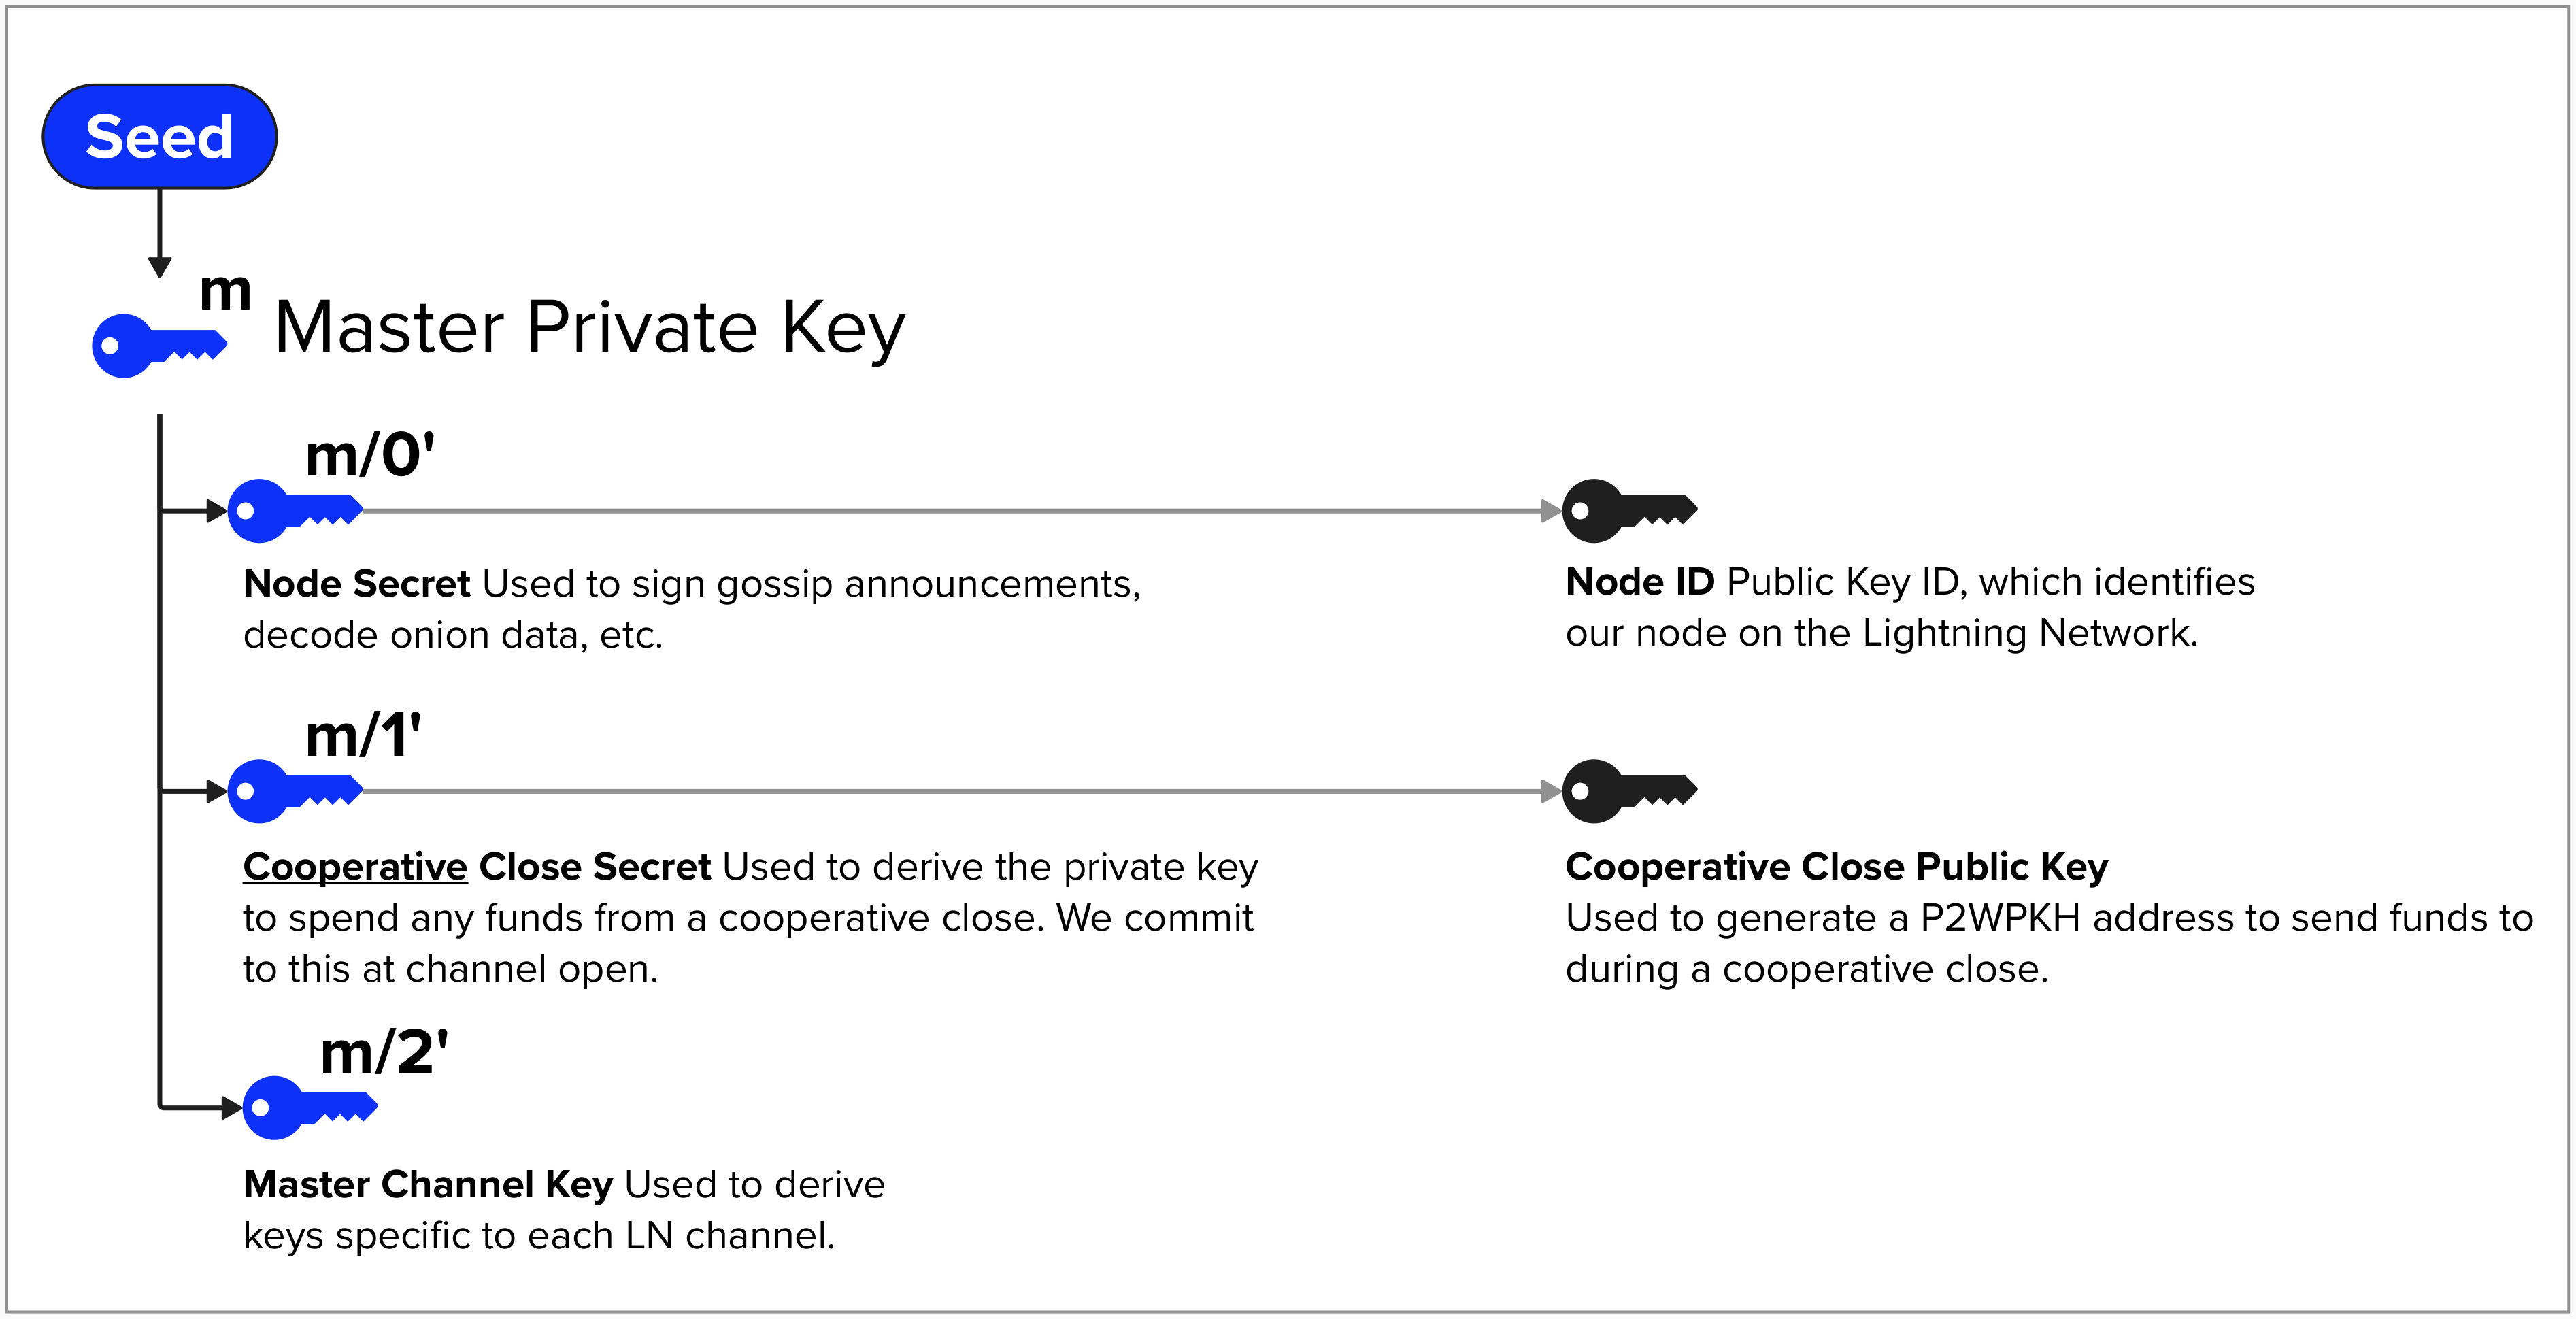 Seed
m
Master Private Key
m/0'
Node Secret Used to sign gossip announcements,
decode onion data, etc.
Node ID Public Key ID, which identifies
our node on the Lightning Network.
m/1'
Cooperative Close Secret Used to derive the private key
to spend any funds from a cooperative close. We commit
to this at channel open.
Cooperative Close Public Key
Used to generate a P2WPKH address to send funds to
during a cooperative close.
m/2'
Master Channel Key Used to derive
keys specific to each LN channel.